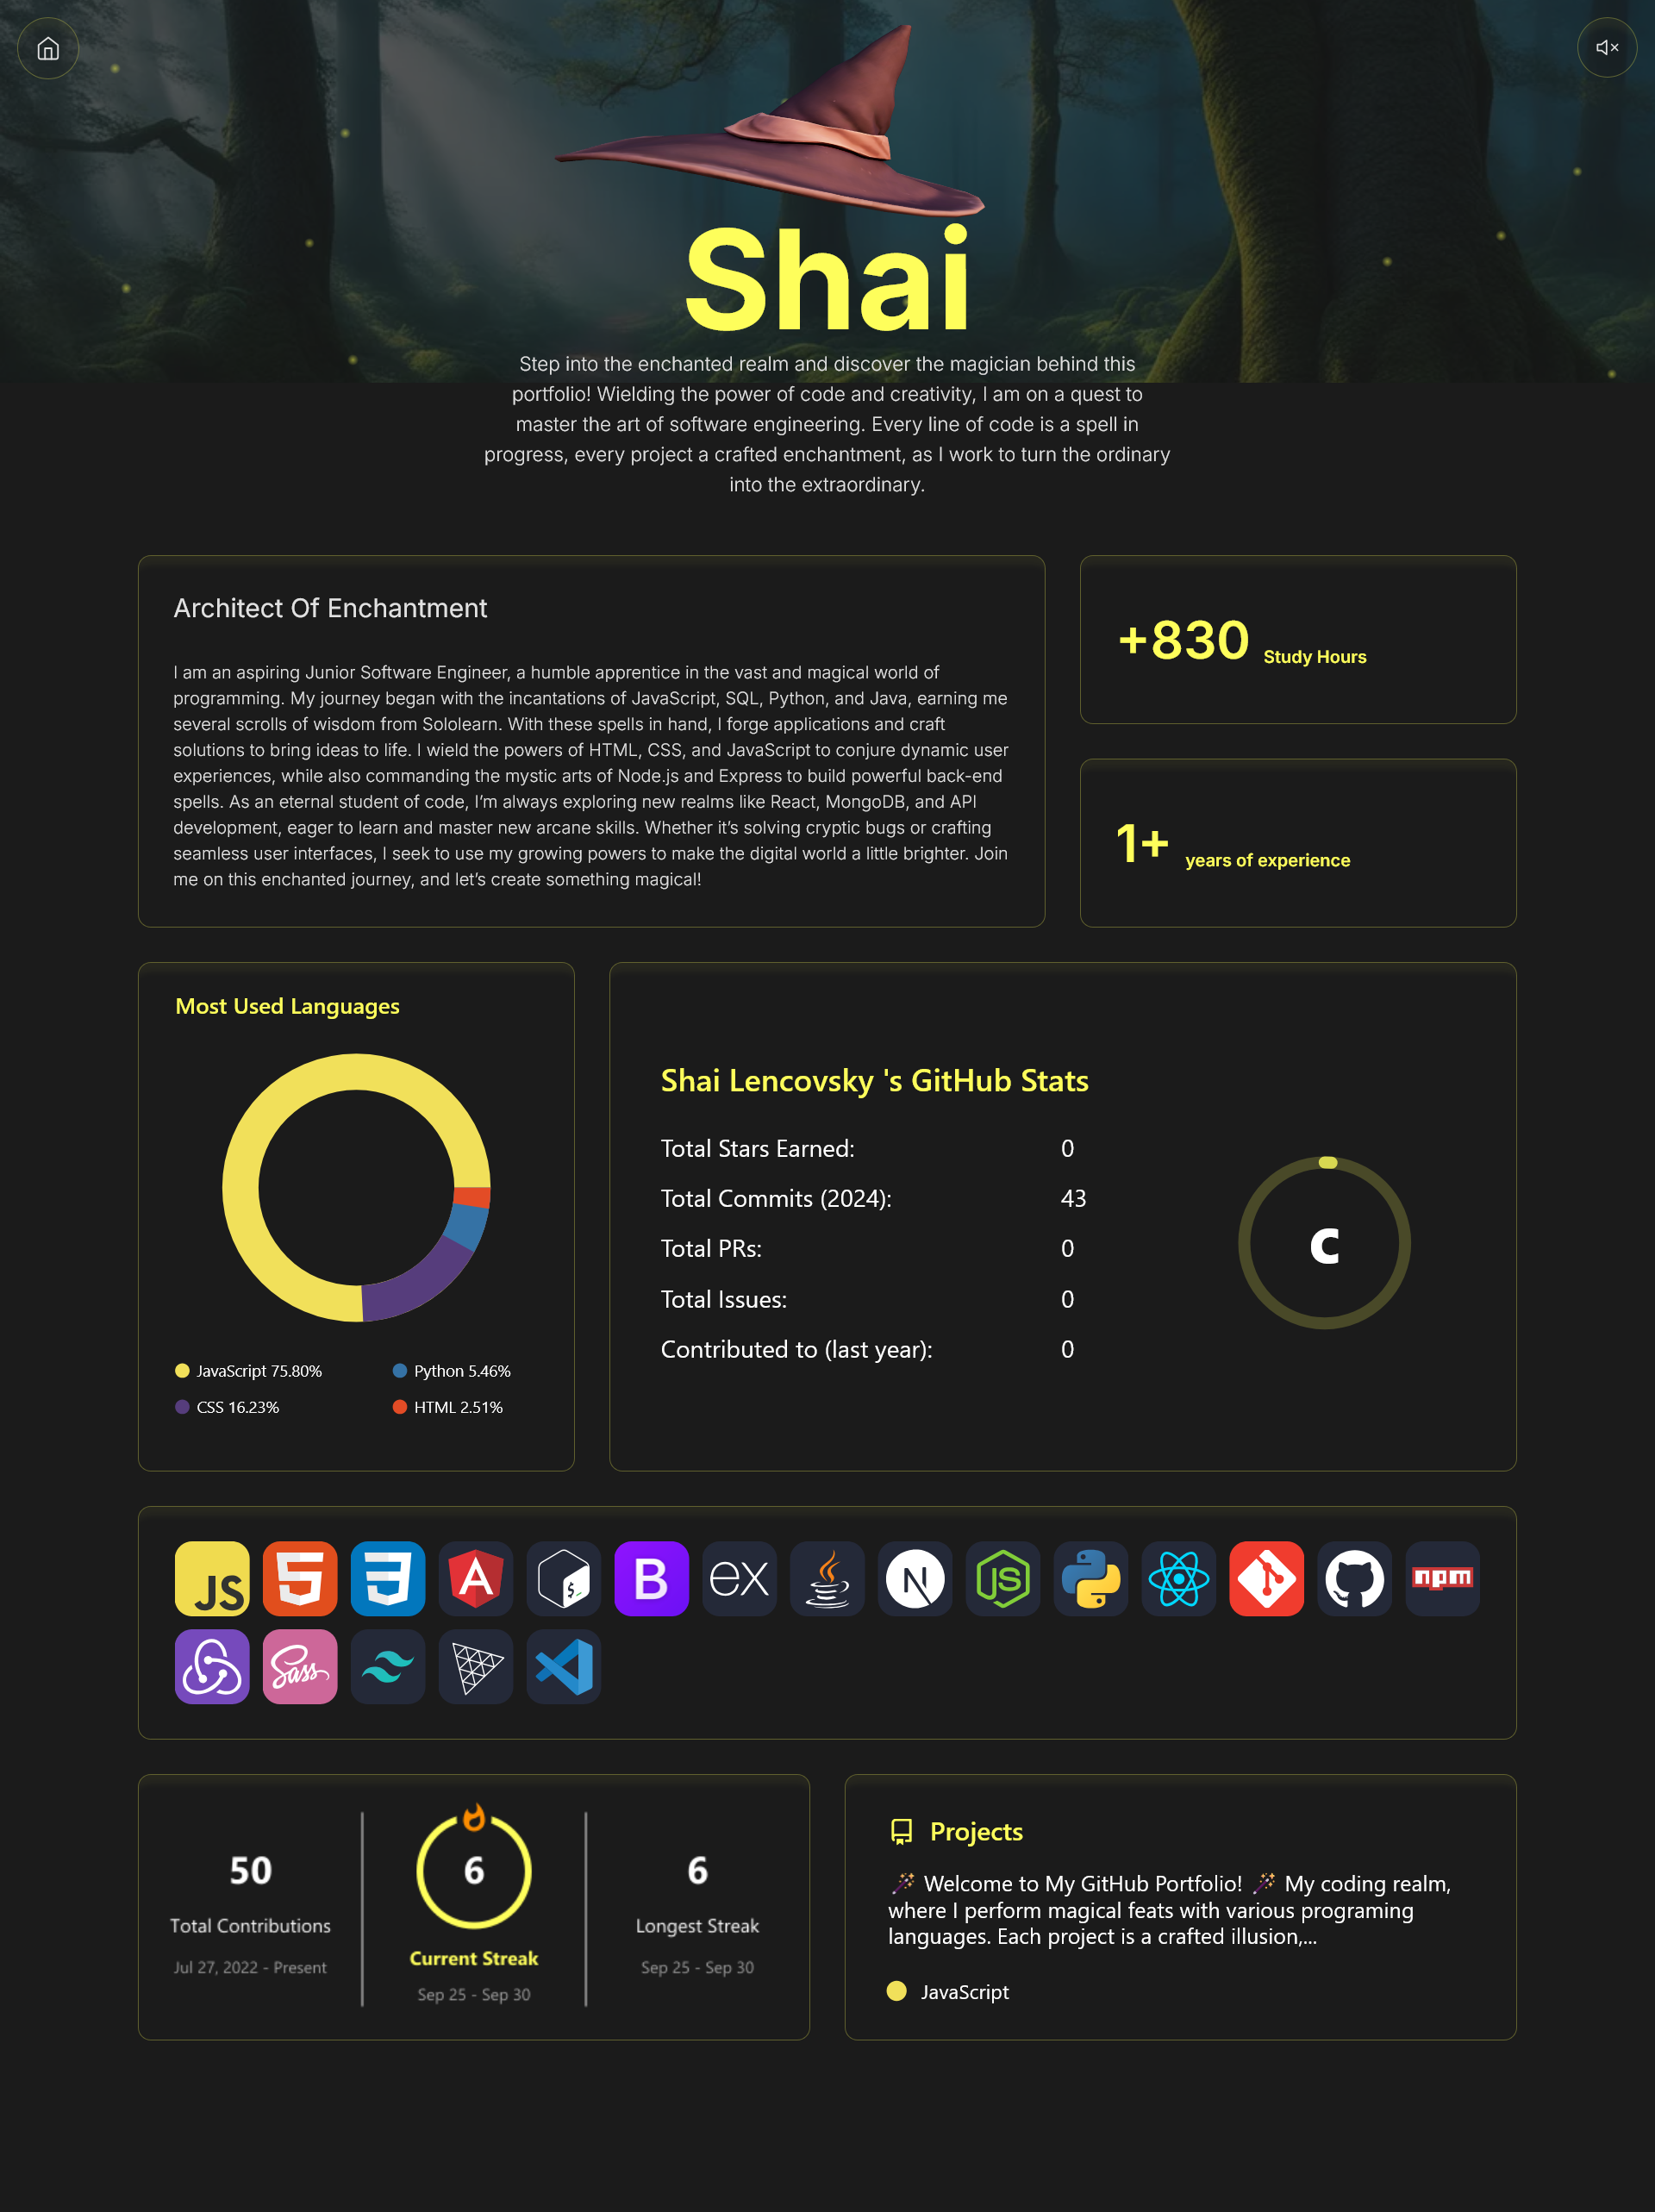 Shai
Step into the enchanted realm and discover the magician behind this
portfolio! Wielding the power of code and creativity, I am on a quest to
master the art of software engineering. Every line of code is a spell in
progress, every project a crafted enchantment, as I work to turn the ordinary
into the extraordinary.
Architect Of Enchantment
I am an aspiring Junior Software Engineer, a humble apprentice in the vast and magical world of
programming. My journey began with the incantations of JavaScript, SQL, Python, and Java, earning me
several scrolls of wisdom from Sololearn. With these spells in hand, I forge applications and craft
solutions to bring ideas to life. I wield the powers of HTML, CSS, and JavaScript to conjure dynamic user
experiences, while also commanding the mystic arts of Node.js and Express to build powerful back-end
spells. As an eternal student of code, I’m always exploring new realms like React, MongoDB, and API
development, eager to learn and master new arcane skills. Whether it’s solving cryptic bugs or crafting
seamless user interfaces, I seek to use my growing powers to make the digital world a little brighter. Join
me on this enchanted journey, and let’s create something magical!
+830 Study Hours
1+ years of experience
Most Used Languages
JavaScript 75.80%
Python 5.46%
CSS 16.23%
HTML 2.51%
Shai Lencovsky 's GitHub Stats
Total Stars Earned: 0
Total Commits (2024): 43
Total PRs: 0
Total Issues: 0
Contributed to (last year): 0
C
JS
5
3
A
$_
B
ex
N
JS
npm
Sass
50
Total Contributions
Jul 27, 2022 - Present
6
Current Streak
Sep 25 - Sep 30
6
Longest Streak
Sep 25 - Sep 30
Projects
🪄 Welcome to My GitHub Portfolio! 🪄 My coding realm,
where I perform magical feats with various programing
languages. Each project is a crafted illusion,...
JavaScript